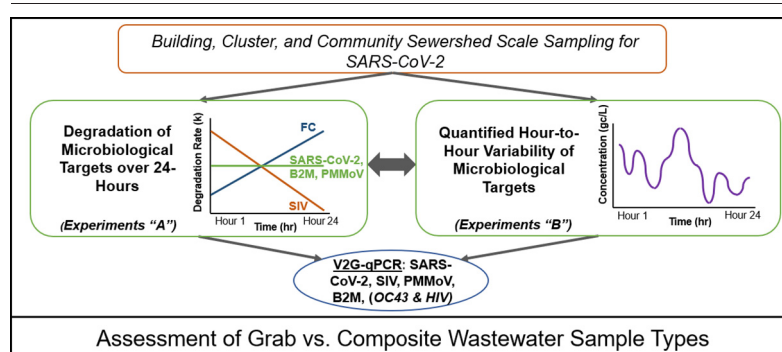 Building, Cluster, and Community Sewershed Scale Sampling for
SARS-CoV-2
Degradation of
Microbiological
Targets over 24-
Hours
(Experiments "A")
Degradation Rate (k)
FC
SARS-CoV-2,
B2M, PMMoV
SIV
Hour 1
Hour 24
Time (hr)
Quantified Hour-to-
Hour Variability of
Microbiological
Targets
(Experiments "B")
Concentration (gc/L)
Hour 1
Hour 24
Time (hr)
V2G-qPCR: SARS-
CoV-2, SIV, PMMoV,
B2M, (OC43 & HIV)
Assessment of Grab vs. Composite Wastewater Sample Types